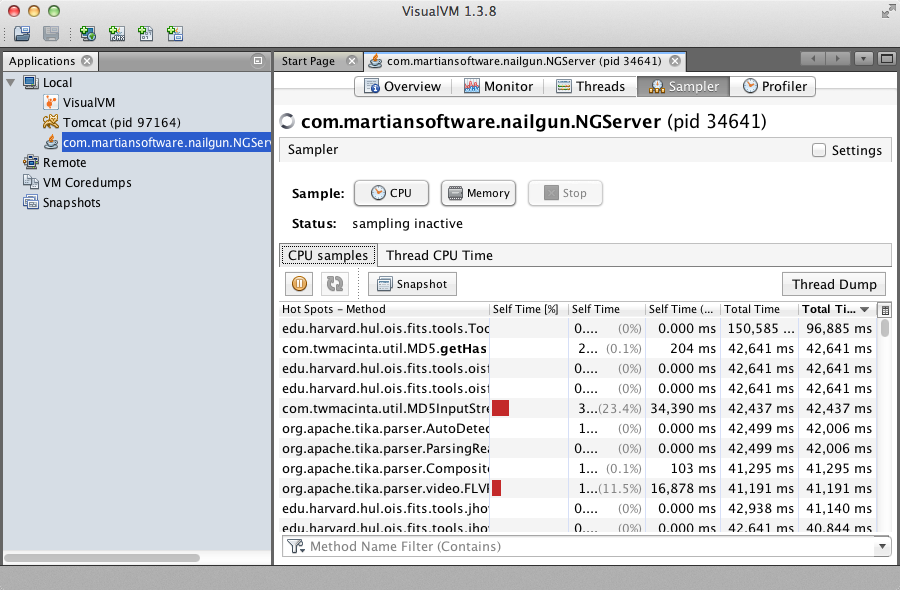 VisualVM 1.3.8
Applications
Local
VisualVM
Tomcat (pid 97164)
com.martiansoftware.nailgun.NGSer
Remote
VM Coredumps
Snapshots
Start Page
com.martiansoftware.nailgun.NGServer (pid 34641)
Overview
Monitor
Threads
Sampler
Profiler
com.martiansoftware.nailgun.NGServer (pid 34641)
Sampler
Settings
Sample: CPU Memory Stop
Status: sampling inactive
CPU samples Thread CPU Time
Snapshot
Thread Dump
Hot Spots – Method Self Time [%] Self Time Self Time (... Total Time Total Ti...
edu.harvard.hul.ois.fits.tools.Too 0.... (0%) 0.000 ms 150,585 ... 96,885 ms
com.twmacinta.util.MD5.getHas 2... (0.1%) 204 ms 42,641 ms 42,641 ms
edu.harvard.hul.ois.fits.tools.oisf 0.... (0%) 0.000 ms 42,641 ms 42,641 ms
edu.harvard.hul.ois.fits.tools.oisf 0.... (0%) 0.000 ms 42,641 ms 42,641 ms
com.twmacinta.util.MD5InputStre 3...(23.4%) 34,390 ms 42,437 ms 42,437 ms
org.apache.tika.parser.AutoDetec 1... (0%) 0.000 ms 42,499 ms 42,006 ms
org.apache.tika.parser.ParsingRea 0.... (0%) 0.000 ms 42,499 ms 42,006 ms
org.apache.tika.parser.Composite 1... (0.1%) 103 ms 41,295 ms 41,295 ms
org.apache.tika.parser.video.FLVP 1...(11.5%) 16,878 ms 41,191 ms 41,191 ms
edu.harvard.hul.ois.fits.tools.jhov 0.... (0%) 0.000 ms 42,938 ms 41,140 ms
edu.harvard.hul.ois.fits.tools.jhov 0.... (0%) 0.000 ms 42,641 ms 40,844 ms
Method Name Filter (Contains)